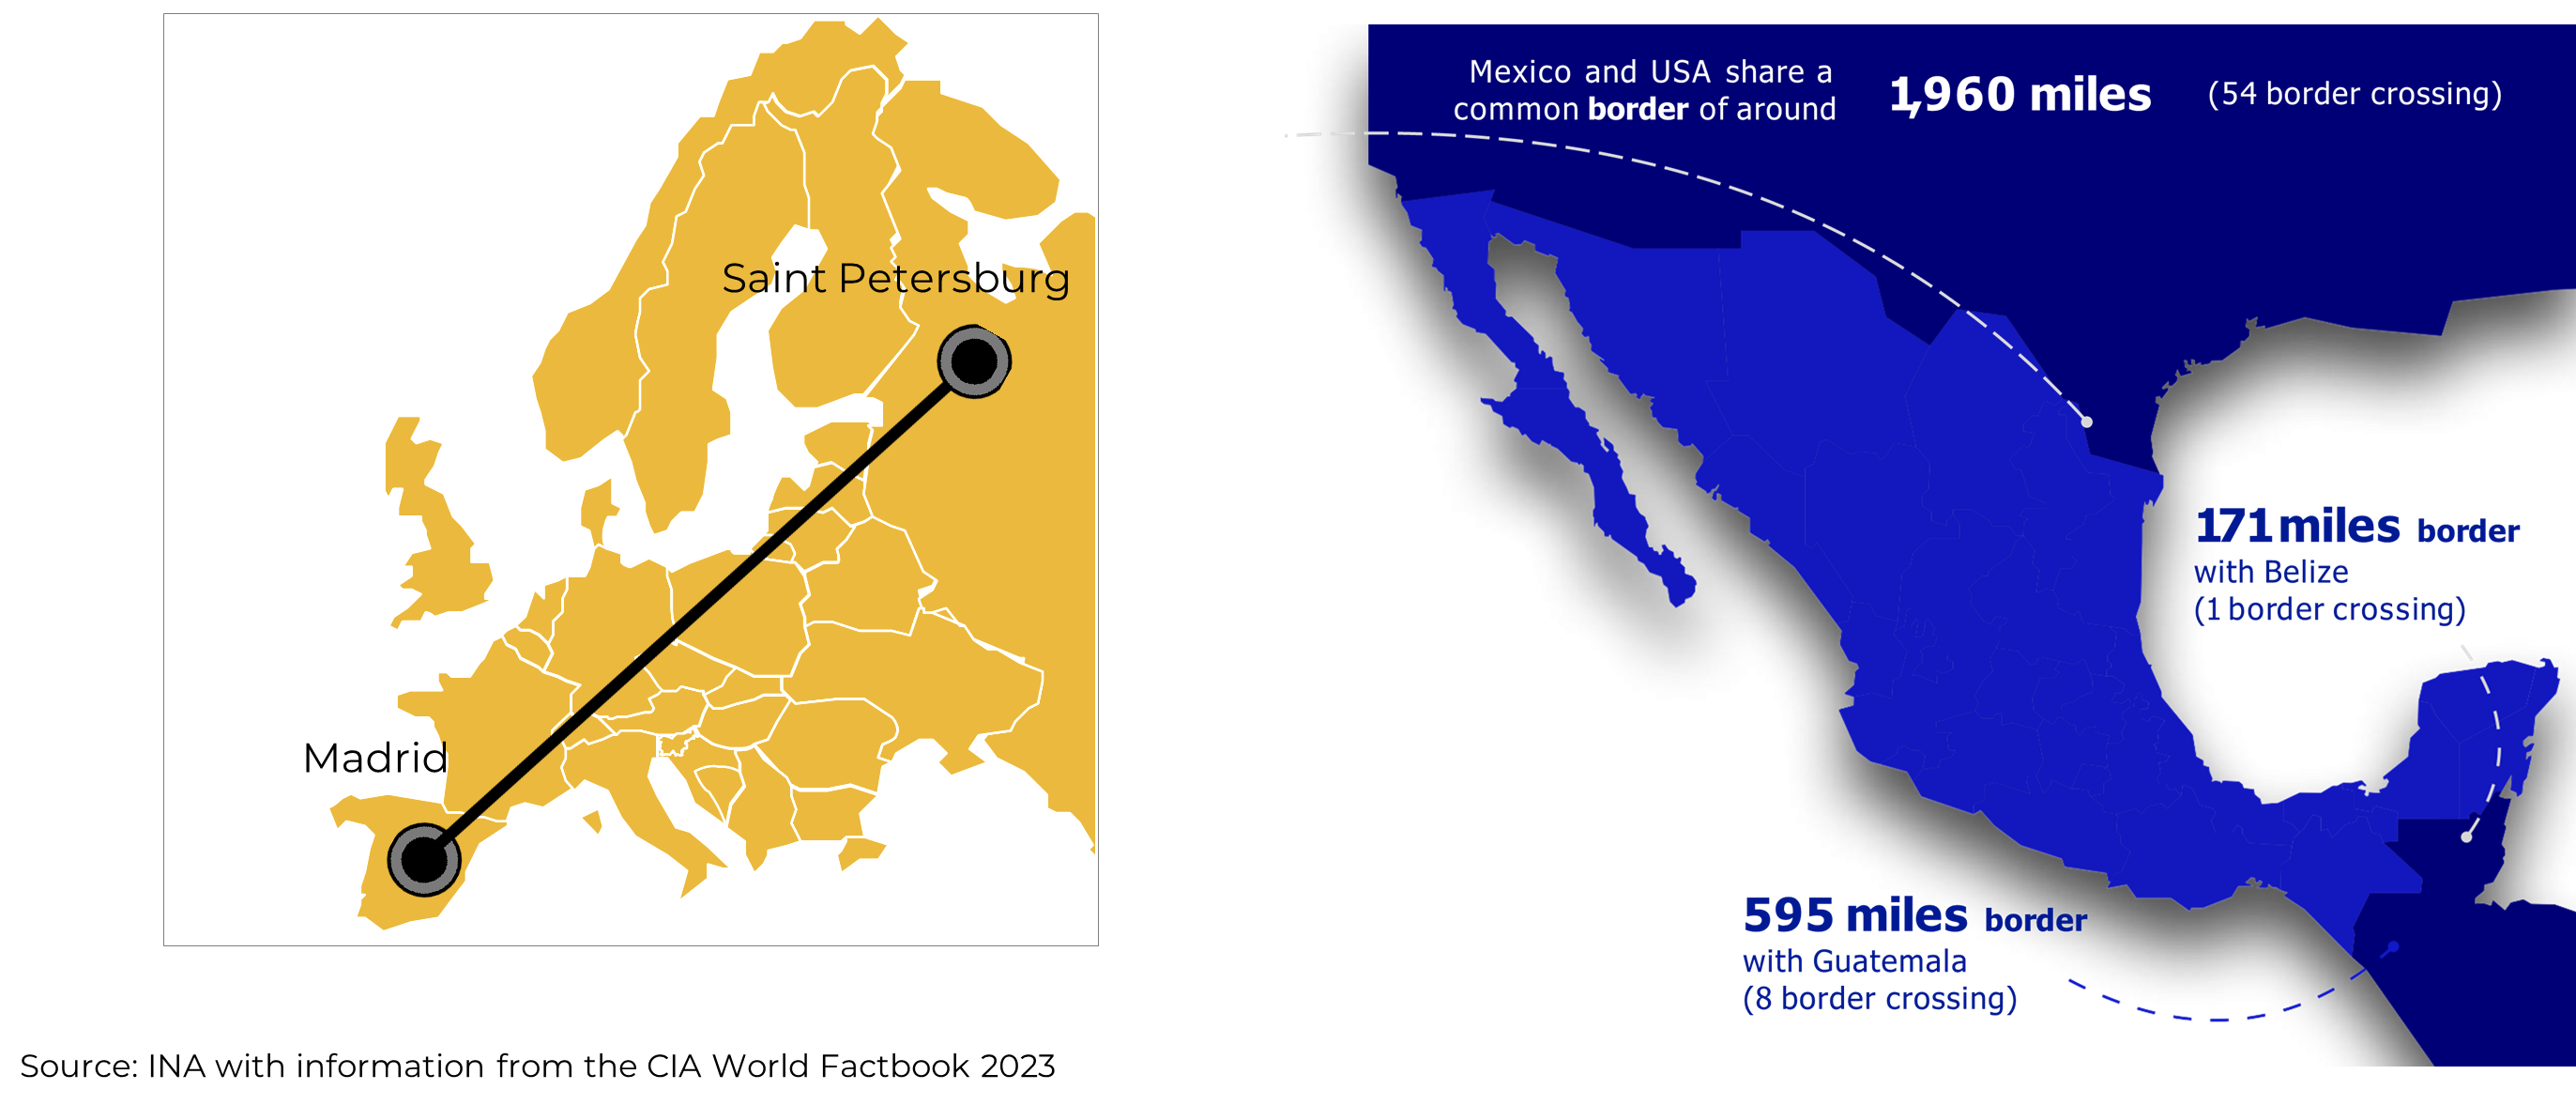 Saint Petersburg
Madrid
Source: INA with information from the CIA World Factbook 2023
Mexico and USA share a
common border of around
1,960 miles
(54 border crossing)
171 miles border
with Belize
(1 border crossing)
595 miles border
with Guatemala
(8 border crossing)